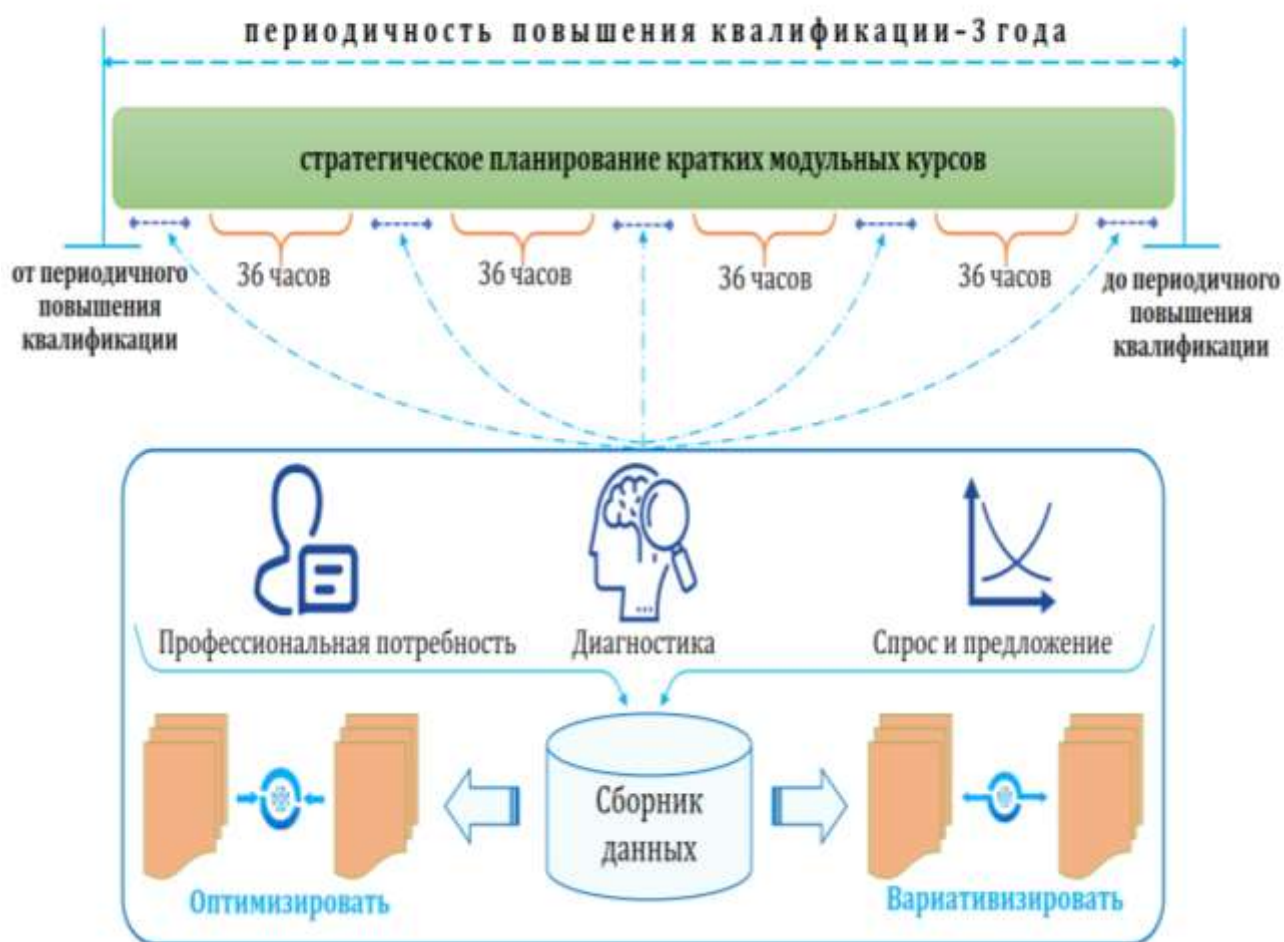 периодичность повышения квалификации–3 года
стратегическое планирование кратких модульных курсов
36 часов
36 часов
36 часов
36 часов
от периодичного
повышения
квалификации
до периодичного
повышения
квалификации
Профессиональная потребность
Диагностика
Спрос и предложение
Сборник
данных
Оптимизировать
Вариативизировать